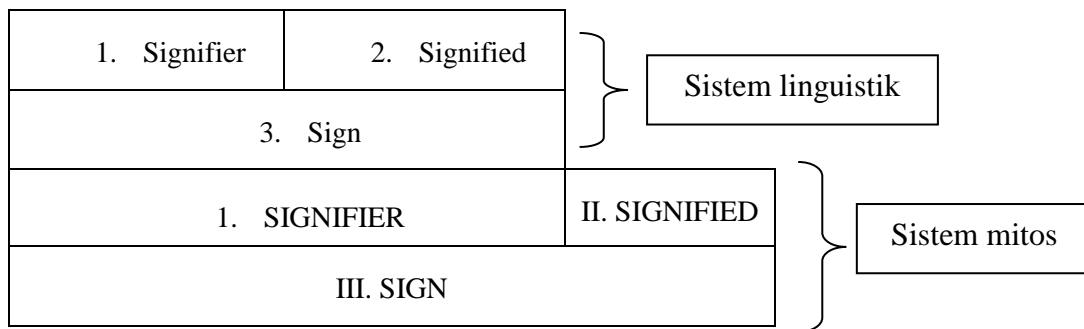 1. Signifier
2. Signified
Sistem linguistik
3. Sign
1. SIGNIFIER
II. SIGNIFIED
Sistem mitos
III. SIGN